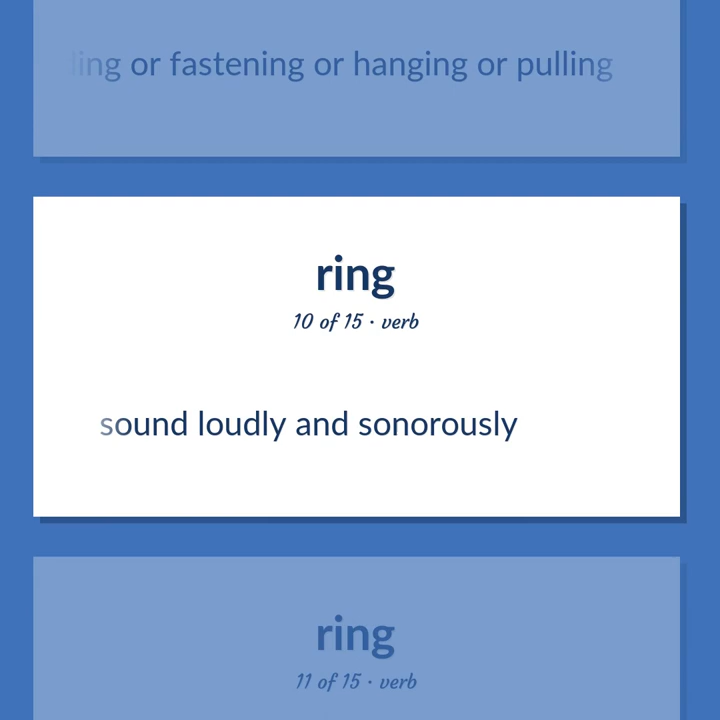 or fastening or hanging or pulling
ring
10 of 15 · verb
sound loudly and sonorously
ring
11 of 15 · verb